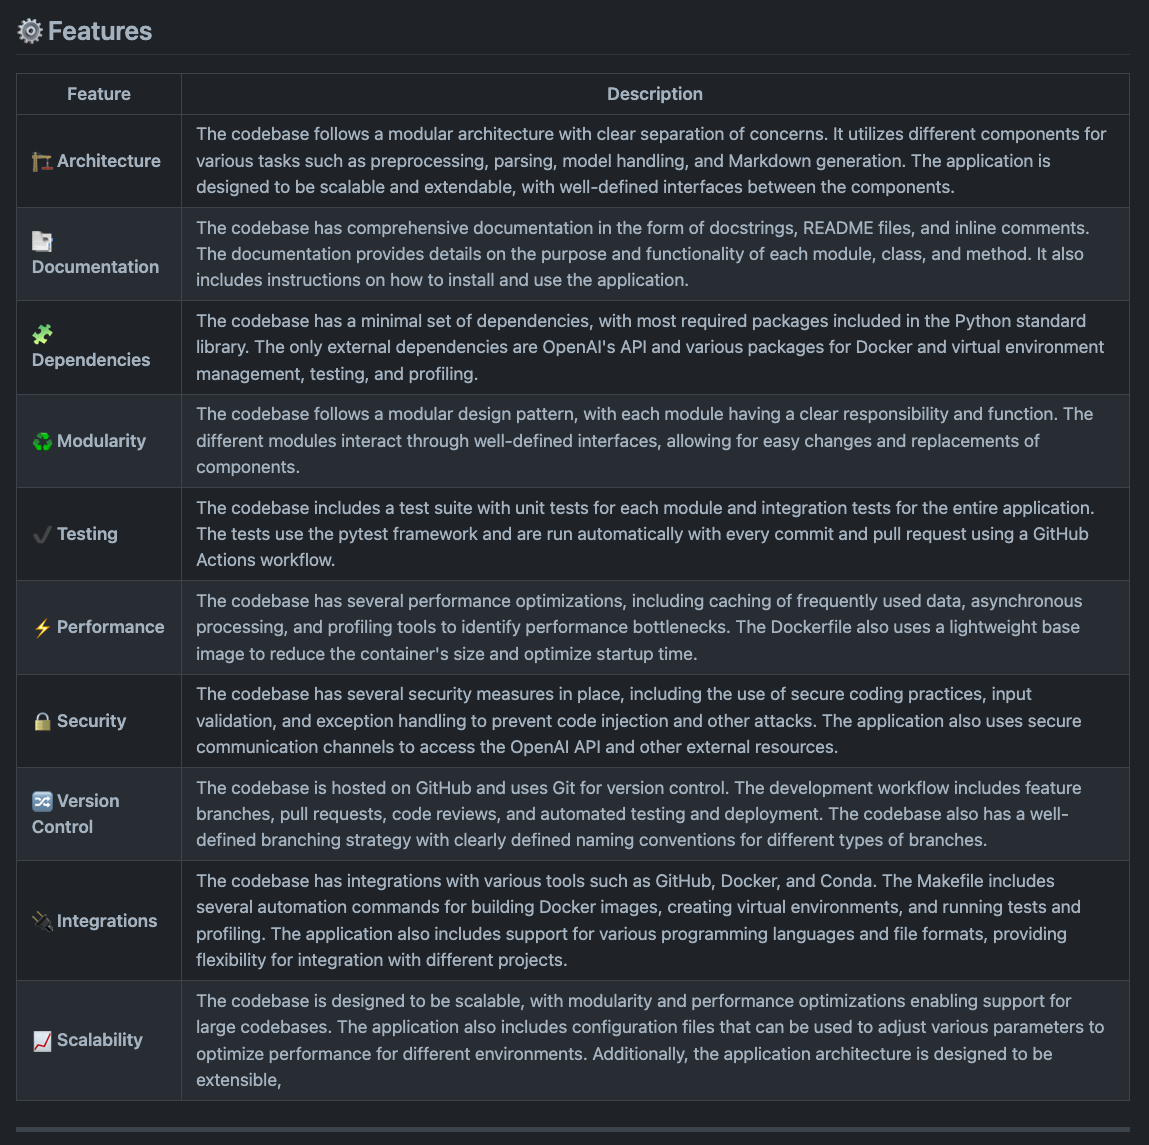 Features
Feature
Description
Architecture
The codebase follows a modular architecture with clear separation of concerns. It utilizes different components for
various tasks such as preprocessing, parsing, model handling, and Markdown generation. The application is
designed to be scalable and extendable, with well-defined interfaces between the components.
Documentation
The codebase has comprehensive documentation in the form of docstrings, README files, and inline comments.
The documentation provides details on the purpose and functionality of each module, class, and method. It also
includes instructions on how to install and use the application.
Dependencies
The codebase has a minimal set of dependencies, with most required packages included in the Python standard
library. The only external dependencies are OpenAI's API and various packages for Docker and virtual environment
management, testing, and profiling.
Modularity
The codebase follows a modular design pattern, with each module having a clear responsibility and function. The
different modules interact through well-defined interfaces, allowing for easy changes and replacements of
components.
Testing
The codebase includes a test suite with unit tests for each module and integration tests for the entire application.
The tests use the pytest framework and are run automatically with every commit and pull request using a GitHub
Actions workflow.
Performance
The codebase has several performance optimizations, including caching of frequently used data, asynchronous
processing, and profiling tools to identify performance bottlenecks. The Dockerfile also uses a lightweight base
image to reduce the container's size and optimize startup time.
Security
The codebase has several security measures in place, including the use of secure coding practices, input
validation, and exception handling to prevent code injection and other attacks. The application also uses secure
communication channels to access the OpenAI API and other external resources.
Version
Control
The codebase is hosted on GitHub and uses Git for version control. The development workflow includes feature
branches, pull requests, code reviews, and automated testing and deployment. The codebase also has a well-
defined branching strategy with clearly defined naming conventions for different types of branches.
Integrations
The codebase has integrations with various tools such as GitHub, Docker, and Conda. The Makefile includes
several automation commands for building Docker images, creating virtual environments, and running tests and
profiling. The application also includes support for various programming languages and file formats, providing
flexibility for integration with different projects.
Scalability
The codebase is designed to be scalable, with modularity and performance optimizations enabling support for
large codebases. The application also includes configuration files that can be used to adjust various parameters to
optimize performance for different environments. Additionally, the application architecture is designed to be
extensible,